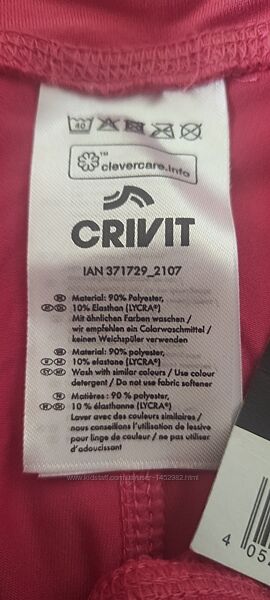 40
™
clevercare.info
CRIVIT
IAN 371729_2107
Material: 90% Polyester,
10% Elasthan (LYCRA®)
Mit ähnlichen Farben waschen /
wir empfehlen ein Colorwaschmittel /
keinen Weichspüler verwenden
Material: 90% polyester,
10% elastane (LYCRA®)
Wash with similar colours / Use colour
detergent / Do not use fabric softener
Matières : 90 % polyester,
10 % élasthanne (LYCRA®)
Laver avec des couleurs similaires /
nous conseillons l'utilisation de lessive
pour linge de couleur / ne pas utiliser
d'adoucissant
4 052